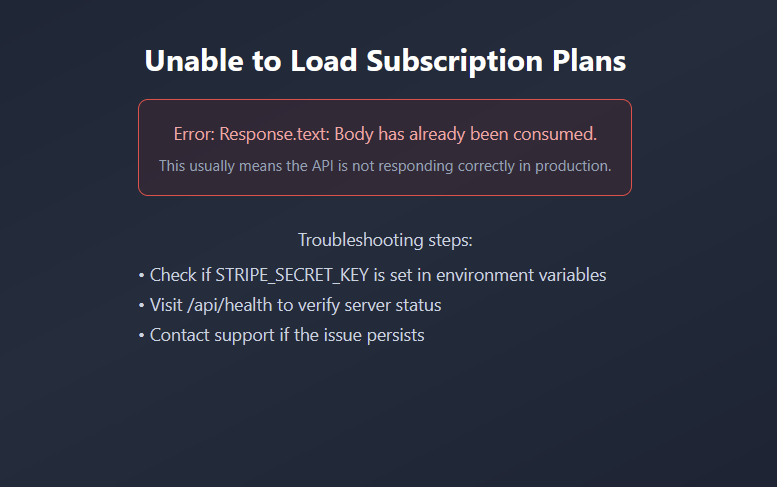 Unable to Load Subscription Plans
Error: Response.text: Body has already been consumed.
This usually means the API is not responding correctly in production.
Troubleshooting steps:
• Check if STRIPE_SECRET_KEY is set in environment variables
• Visit /api/health to verify server status
• Contact support if the issue persists